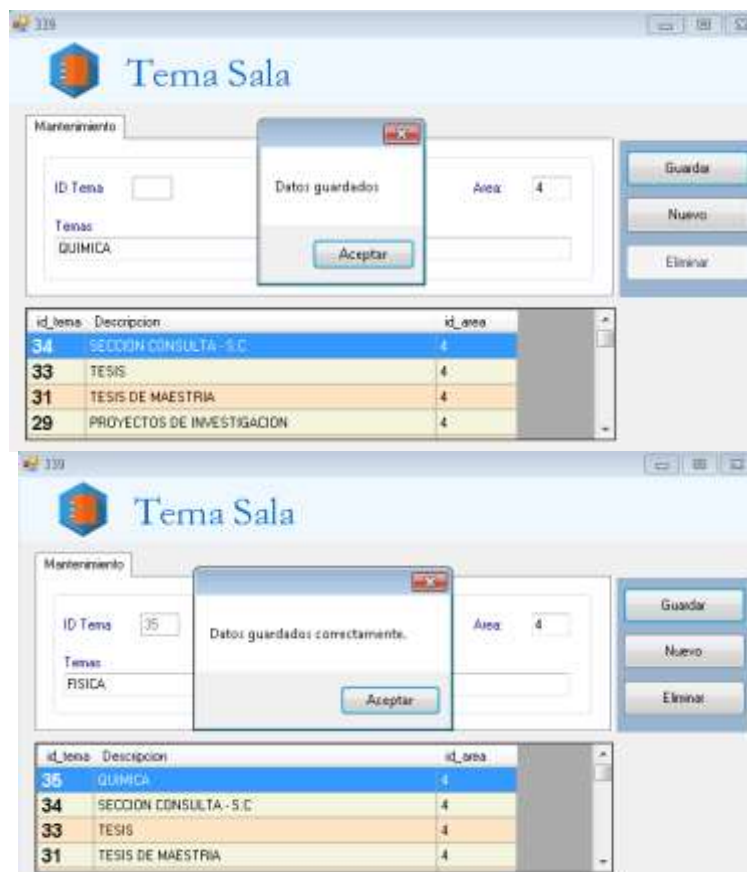 339
Tema Sala
Mantenimiento
ID Tema
Area: 4
Temas
QUIMICA
Datos guardados
Aceptar
Guardar
Nuevo
Eliminar
id_tema Descripcion id_area
34 SECCION CONSULTA - S.C 4
33 TESIS 4
31 TESIS DE MAESTRIA 4
29 PROYECTOS DE INVESTIGACION 4
339
Tema Sala
Mantenimiento
ID Tema 35
Area: 4
Temas
FISICA
Datos guardados correctamente.
Aceptar
Guardar
Nuevo
Eliminar
id_tema Descripcion id_area
35 QUIMICA 4
34 SECCION CONSULTA - S.C 4
33 TESIS 4
31 TESIS DE MAESTRIA 4